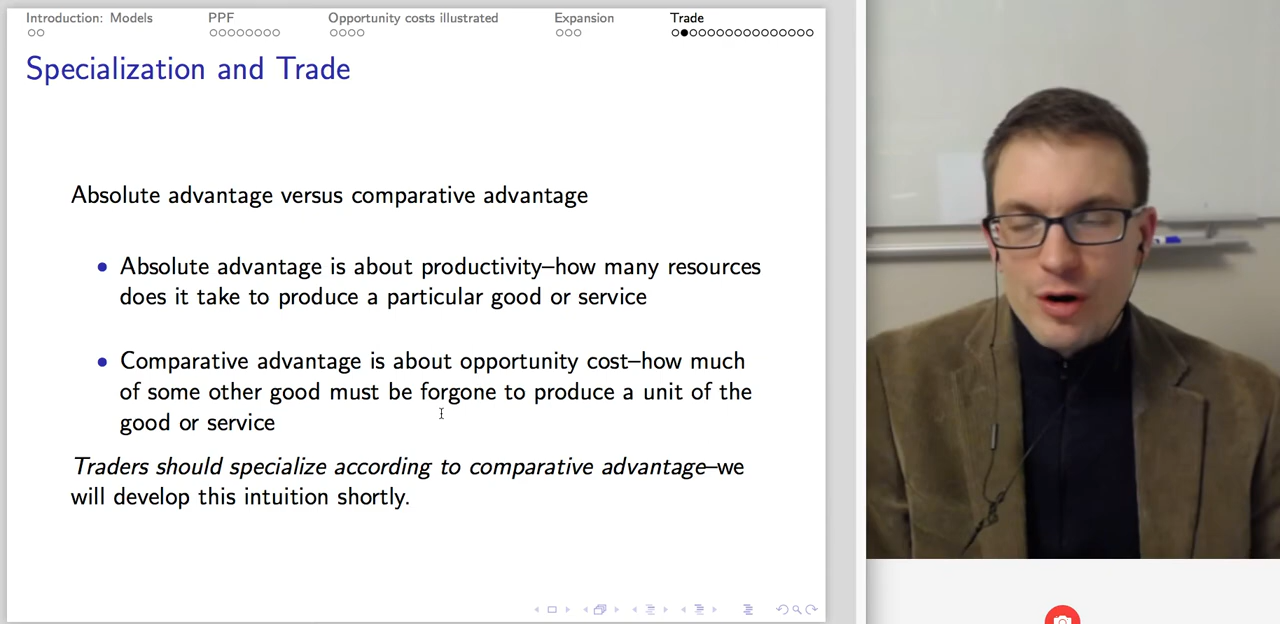 Introduction: Models PPF Opportunity costs illustrated Expansion Trade
Specialization and Trade
Absolute advantage versus comparative advantage
Absolute advantage is about productivity–how many resources
does it take to produce a particular good or service
Comparative advantage is about opportunity cost–how much
of some other good must be forgone to produce a unit of the
good or service
Traders should specialize according to comparative advantage–we
will develop this intuition shortly.